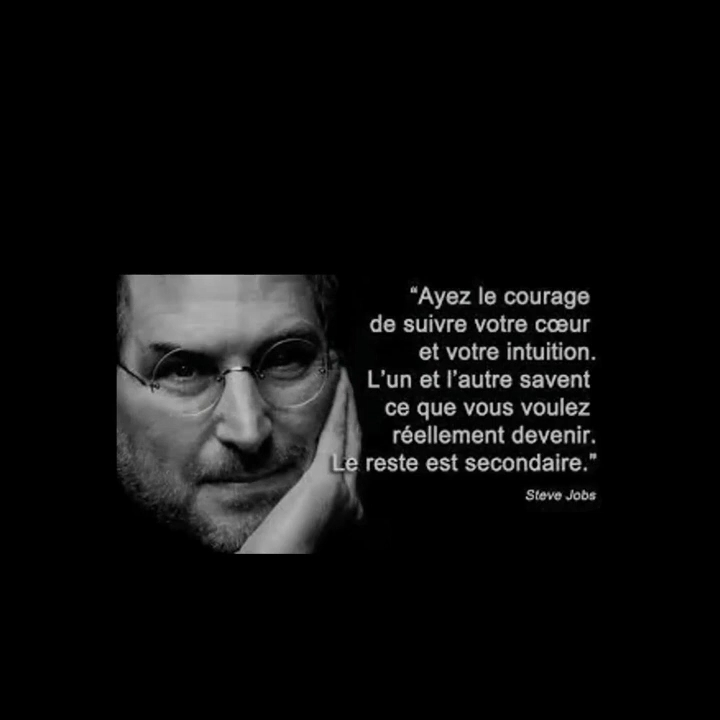 “Ayez le courage
de suivre votre cœur
et votre intuition.
L’un et l’autre savent
ce que vous voulez
réellement devenir.
Le reste est secondaire.”
Steve Jobs